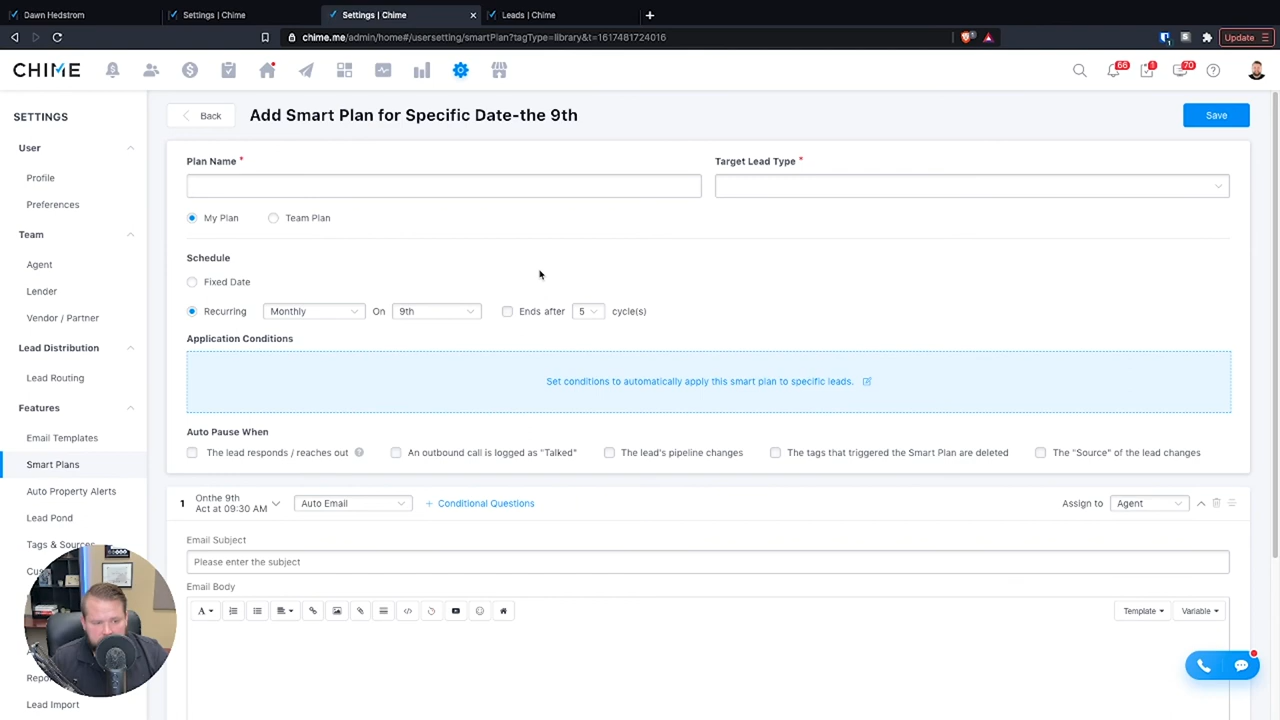 Dawn Hedstrom
Settings | Chime
Settings | Chime
Leads | Chime
chime.me/admin/home#/usersetting/smartPlan?tagType=library&t=1617481724016
Update
CHIME
66
1
70
SETTINGS
User
Profile
Preferences
Team
Agent
Lender
Vendor / Partner
Lead Distribution
Lead Routing
Features
Email Templates
Smart Plans
Auto Property Alerts
Lead Pond
Tags & Sources
Lead Import
Back
Add Smart Plan for Specific Date-the 9th
Save
Plan Name *
Target Lead Type *
My Plan
Team Plan
Schedule
Fixed Date
Recurring Monthly On 9th Ends after 5 cycle(s)
Application Conditions
Set conditions to automatically apply this smart plan to specific leads.
Auto Pause When
The lead responds / reaches out
An outbound call is logged as "Talked"
The lead's pipeline changes
The tags that triggered the Smart Plan are deleted
The "Source" of the lead changes
1
Onthe 9th
Act at 09:30 AM
Auto Email
+ Conditional Questions
Assign to Agent
Email Subject
Please enter the subject
Email Body
Template
Variable